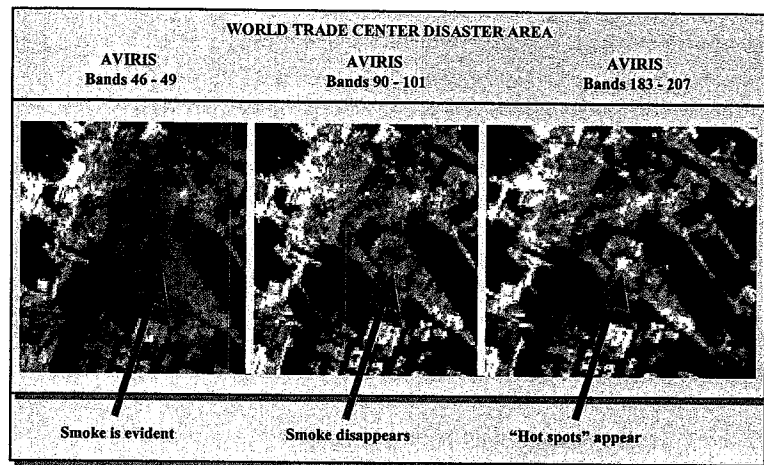 WORLD TRADE CENTER DISASTER AREA
AVIRIS
Bands 46 - 49
AVIRIS
Bands 90 - 101
AVIRIS
Bands 183 - 207
Smoke is evident
Smoke disappears
“Hot spots” appear